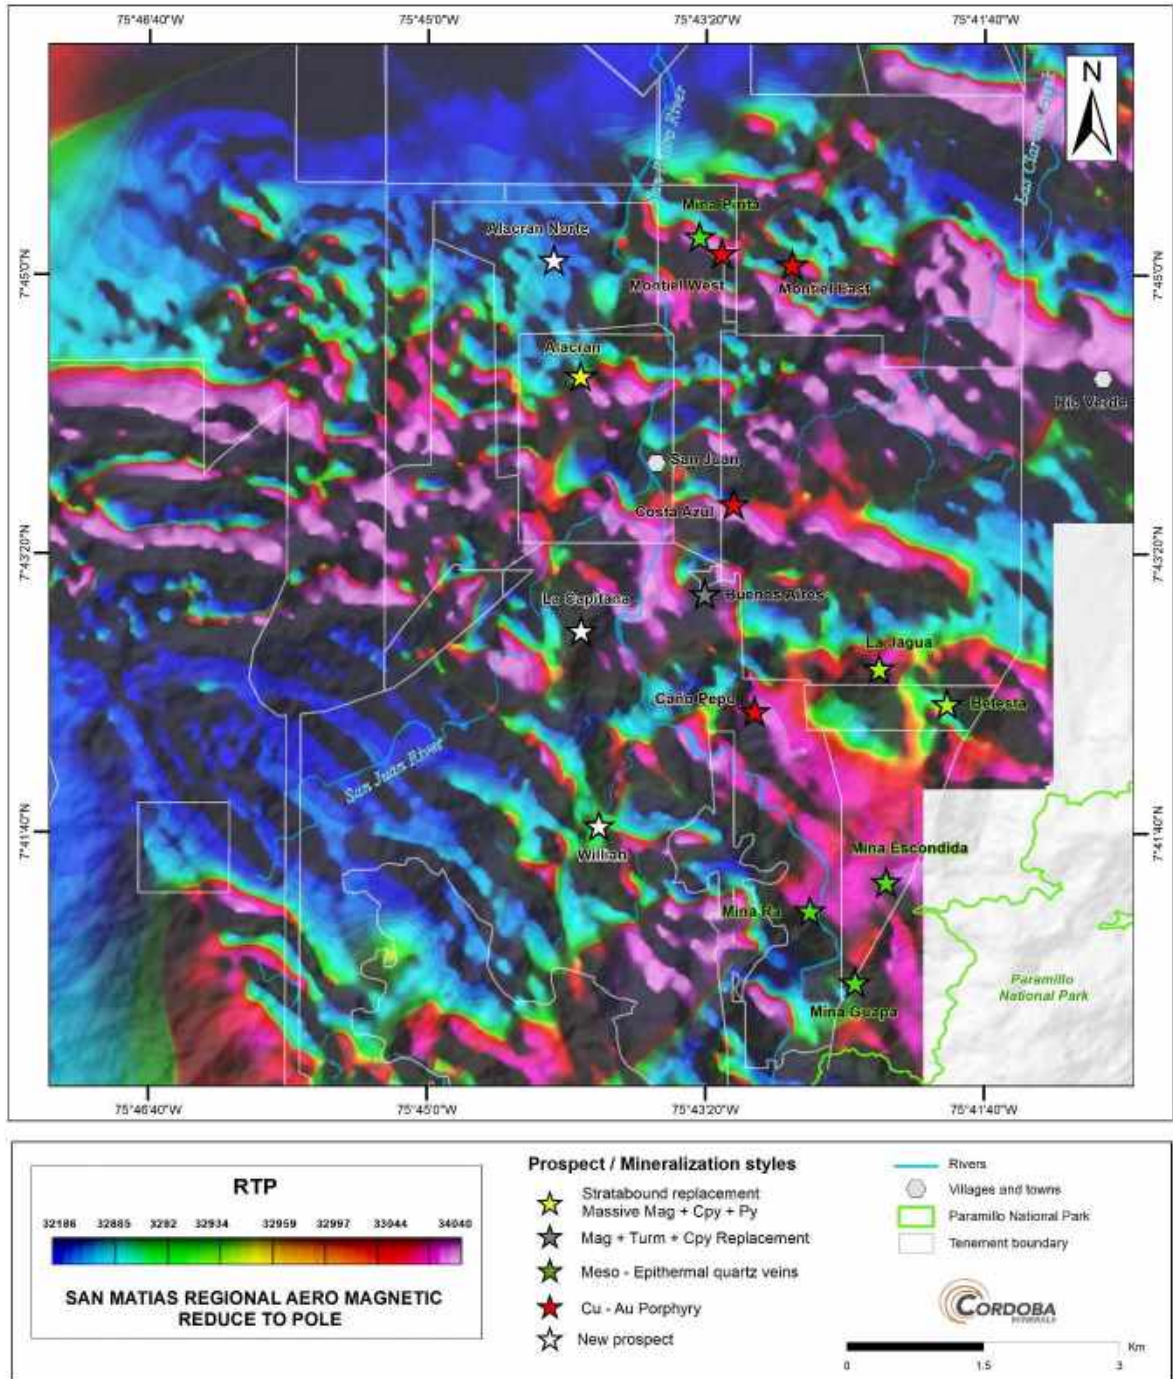 75°46'40"W
75°45'0"W
75°43'20"W
75°41'40"W
N
Mina Pinta
Alacran Norte
7°45'0"N
7°45'0"N
Montiel West
Montiel East
Alacran
Rio Verde
San Juan
Costa Azul
7°43'20"N
7°43'20"N
La Capitana
Buenos Aires
La Jagua
Caño Pepo
Betesta
San Juan River
7°41'40"N
7°41'40"N
Willian
Mina Escondida
Mina Ra
Paramillo
National Park
Mina Guapa
75°46'40"W
75°45'0"W
75°43'20"W
75°41'40"W
RTP
32186 32885 3292 32934 32959 32997 33044 34040
SAN MATIAS REGIONAL AERO MAGNETIC
REDUCE TO POLE
Prospect / Mineralization styles
Stratabound replacement
Massive Mag + Cpy + Py
Mag + Turm + Cpy Replacement
Meso - Epithermal quartz veins
Cu - Au Porphyry
New prospect
Rivers
Villages and towns
Paramillo National Park
Tenement boundary
CORDOBA
MINERALS
Km
0 1.5 3